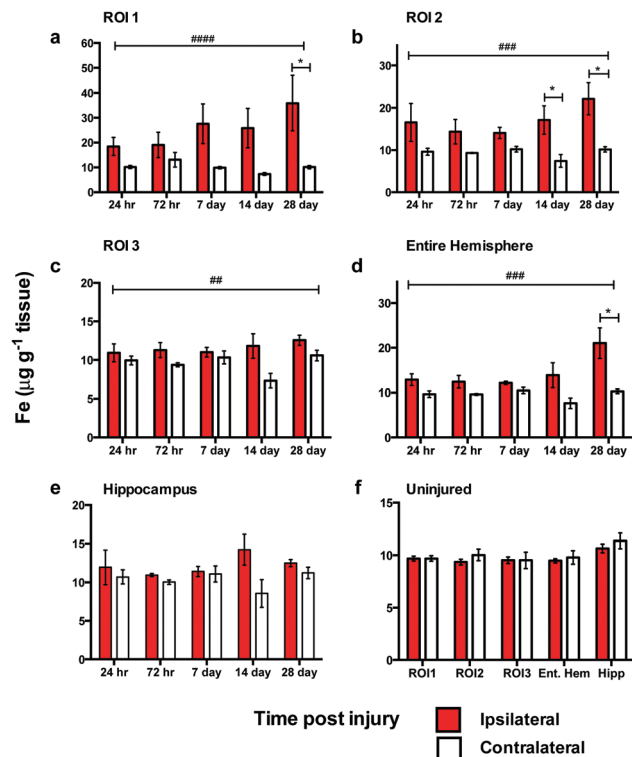 ROI 1
ROI 2
a
b
60
50
40
30
20
10
0
####
*
24 hr 72 hr 7 day 14 day 28 day
30
20
10
0
###
*
*
24 hr 72 hr 7 day 14 day 28 day
ROI 3
Entire Hemisphere
c
d
20
15
10
5
0
##
24 hr 72 hr 7 day 14 day 28 day
30
20
10
0
###
*
24 hr 72 hr 7 day 14 day 28 day
Fe (µg g-1 tissue)
e
Hippocampus
f
Uninjured
20
15
10
5
0
24 hr 72 hr 7 day 14 day 28 day
15
10
5
0
ROI1 ROI2 ROI3 Ent. Hem Hipp
Time post injury
Ipsilateral
Contralateral